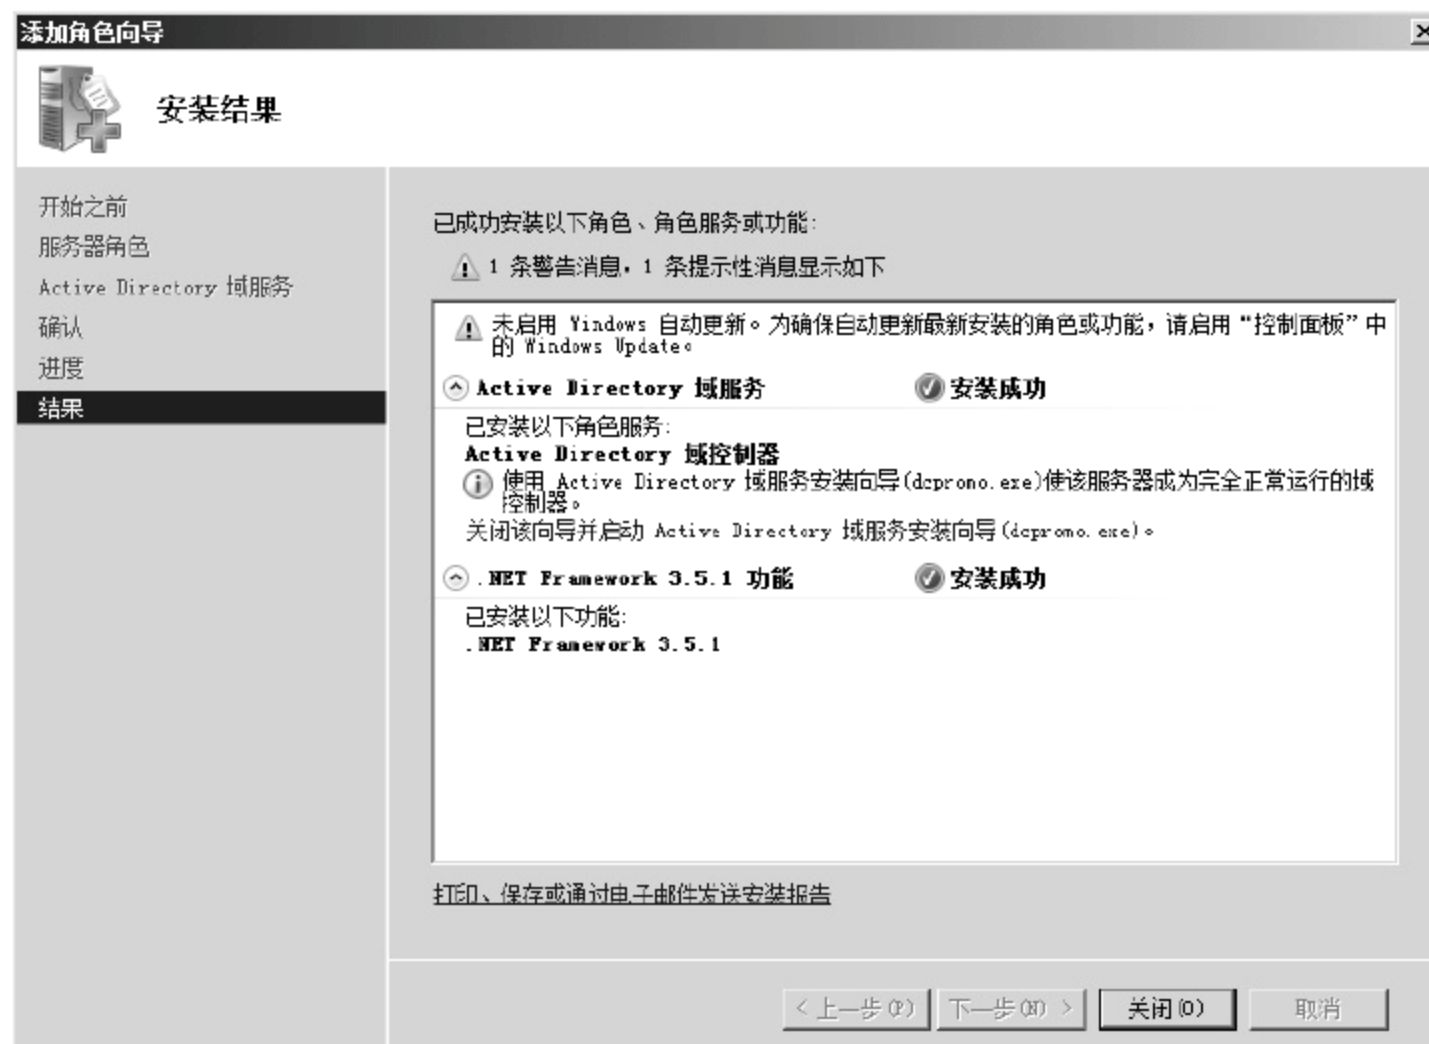 添加角色向导
安装结果
开始之前
服务器角色
Active Directory 域服务
确认
进度
结果
已成功安装以下角色、角色服务或功能:
1 条警告消息，1 条提示性消息显示如下
未启用 Windows 自动更新。为确保自动更新最新安装的角色或功能，请启用“控制面板”中
的 Windows Update。
Active Directory 域服务 安装成功
已安装以下角色服务:
Active Directory 域控制器
使用 Active Directory 域服务安装向导(dcpromo.exe)使该服务器成为完全正常运行的域
控制器。
关闭该向导并启动 Active Directory 域服务安装向导(dcpromo.exe)。
.NET Framework 3.5.1 功能 安装成功
已安装以下功能:
.NET Framework 3.5.1
打印、保存或通过电子邮件发送安装报告
< 上一步(P) 下一步(N) > 关闭(O) 取消